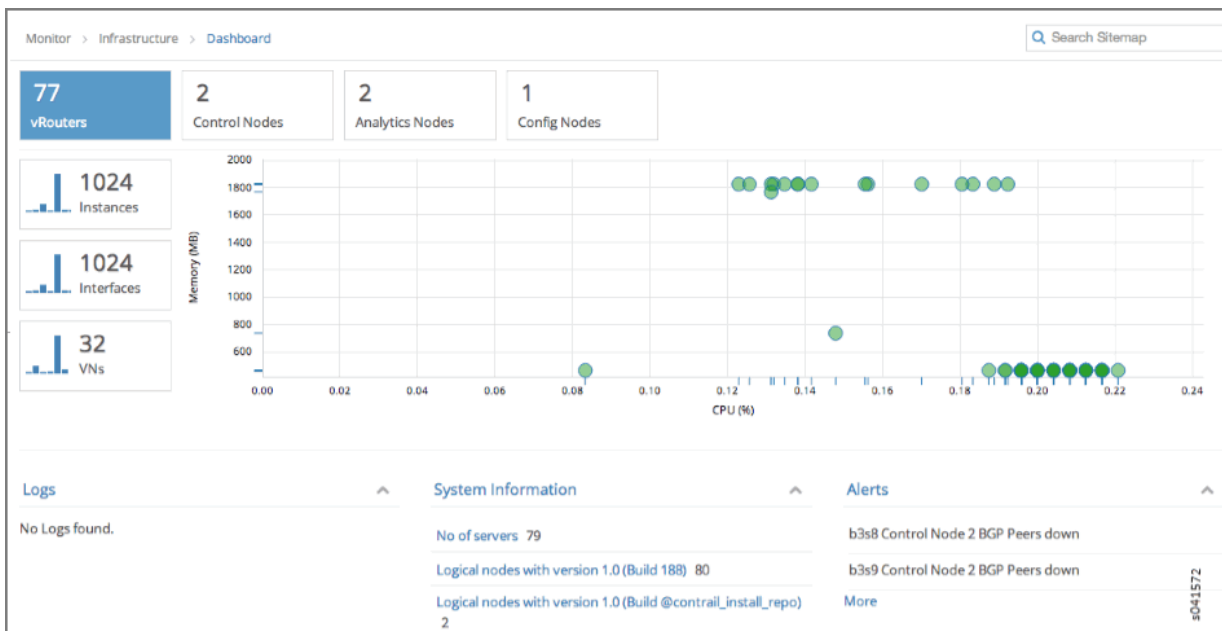 Monitor > Infrastructure > Dashboard
Search Sitemap
77
vRouters
2
Control Nodes
2
Analytics Nodes
1
Config Nodes
1024
Instances
1024
Interfaces
32
VNs
Memory (MB)
2000
1800
1600
1400
1200
1000
800
600
0.00 0.02 0.04 0.06 0.08 0.10 0.12 0.14 0.16 0.18 0.20 0.22 0.24
CPU (%)
Logs
No Logs found.
System Information
No of servers 79
Logical nodes with version 1.0 (Build 188) 80
Logical nodes with version 1.0 (Build @contrail_install_repo)
2
Alerts
b3s8 Control Node 2 BGP Peers down
b3s9 Control Node 2 BGP Peers down
More
s041572